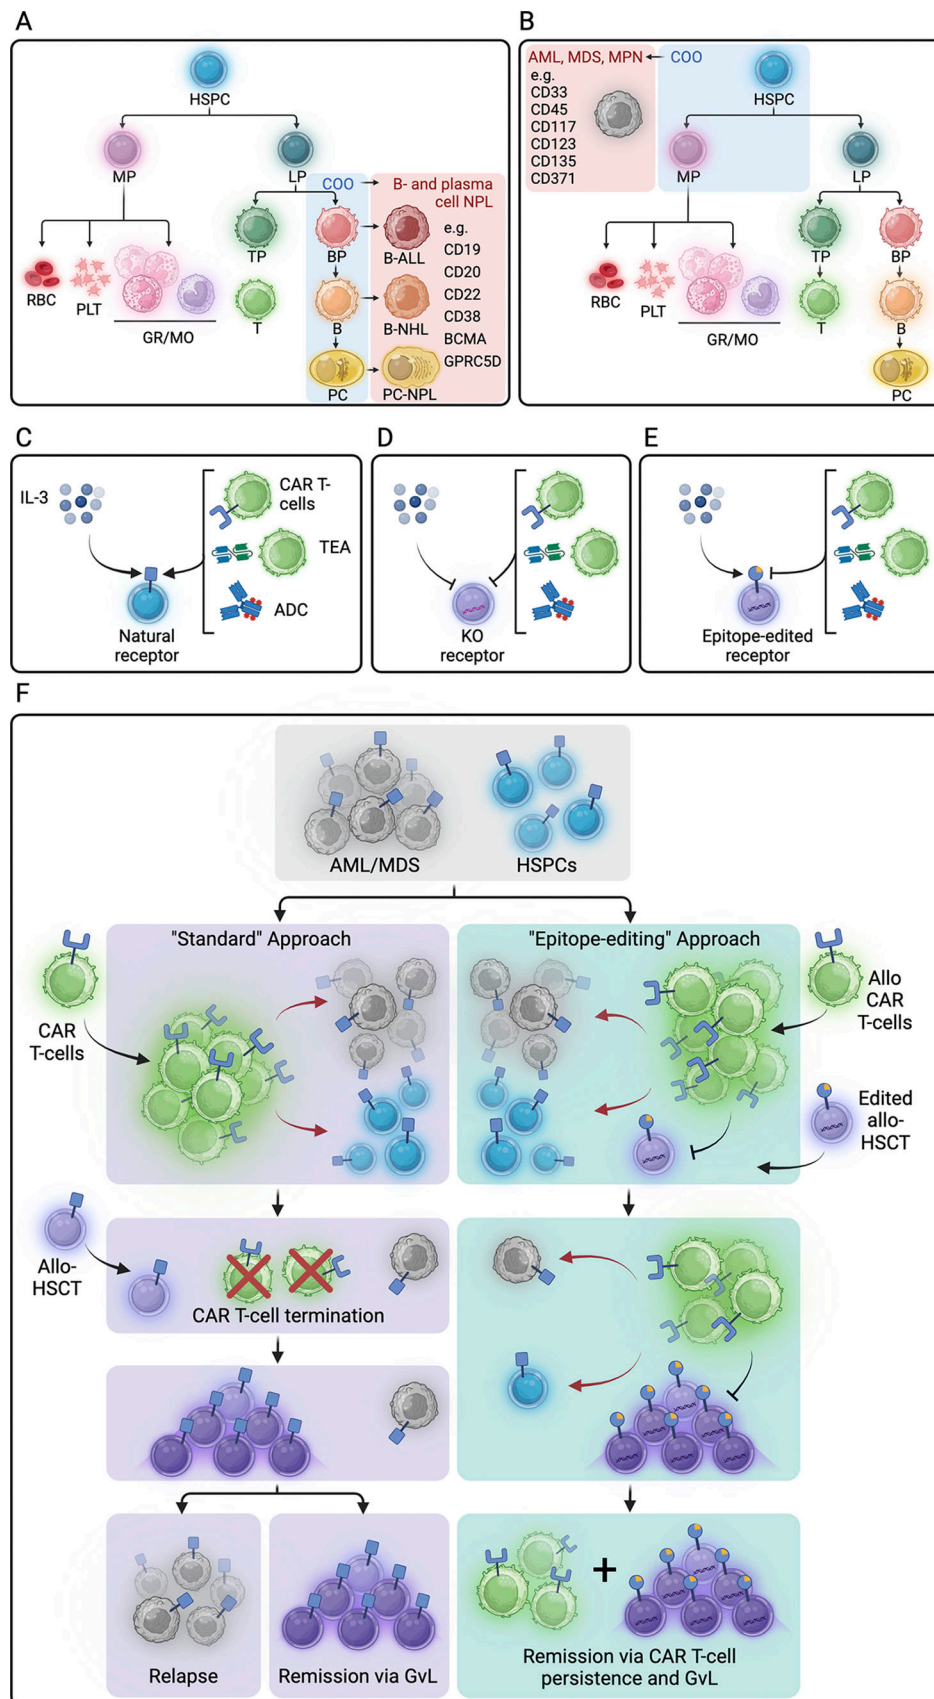 A
HSPC
MP
LP
COO
B- and plasma
cell NPL
TP
BP
B-ALL
e.g.
CD19
CD20
CD22
CD38
BCMA
GPRC5D
RBC
PLT
GR/MO
T
B
B-NHL
PC
PC-NPL
B
AML, MDS, MPN
COO
e.g.
CD33
CD45
CD117
CD123
CD135
CD371
HSPC
MP
LP
TP
BP
RBC
PLT
GR/MO
T
B
PC
C
IL-3
CAR T-
cells
TEA
ADC
Natural
receptor
D
KO
receptor
E
Epitope-edited
receptor
F
AML/MDS
HSPCs
"Standard" Approach
"Epitope-editing" Approach
CAR
T-cells
Allo
CAR
T-cells
Edited
allo-
HSCT
Allo-
HSCT
CAR T-cell termination
Relapse
Remission via GvL
Remission via CAR T-cell
persistence and GvL